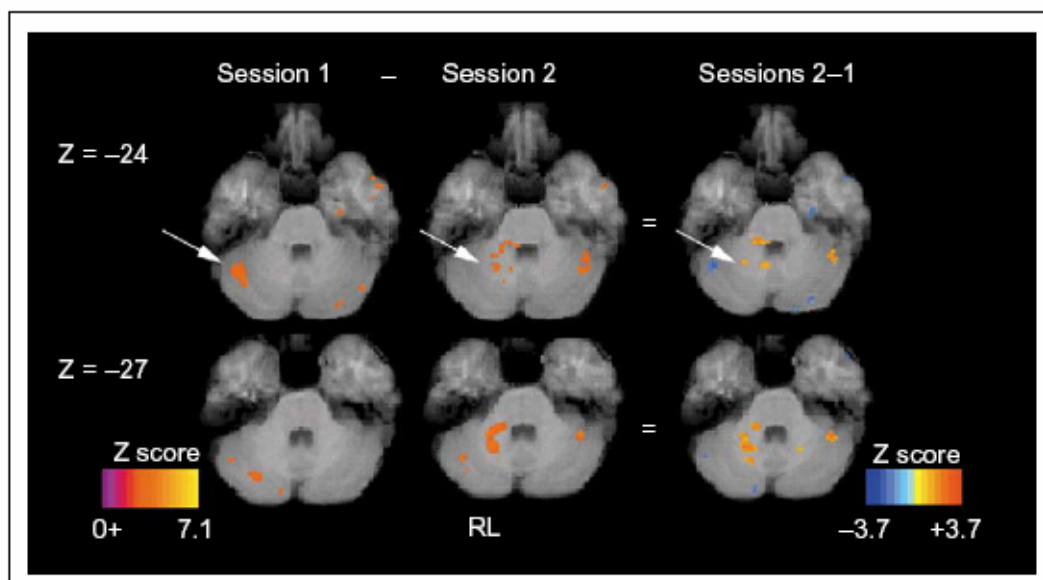 Session 1 – Session 2 Sessions 2–1
Z = –24
=
Z = –27
=
Z score
0+ 7.1
RL
Z score
–3.7 +3.7